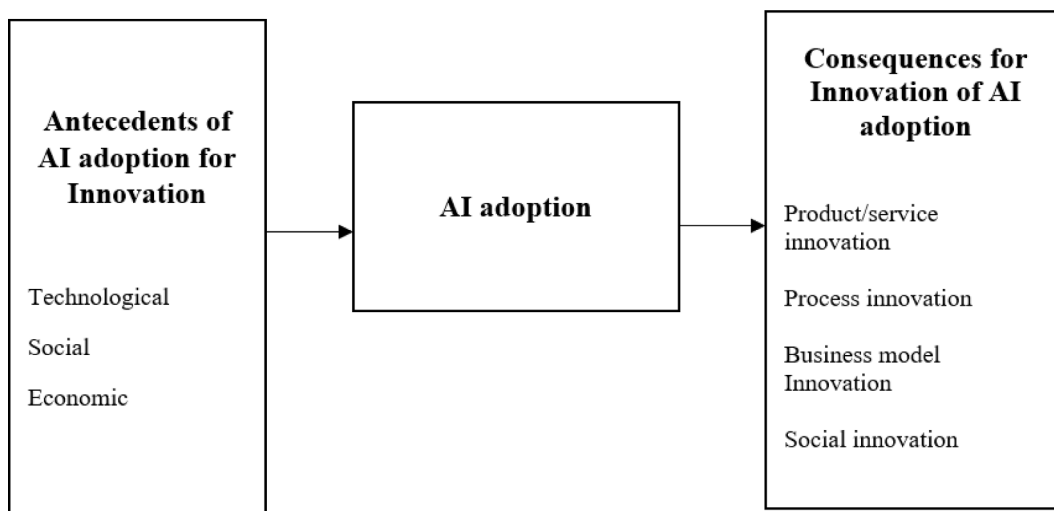 Antecedents of
AI adoption for
Innovation
Technological
Social
Economic
AI adoption
Consequences for
Innovation of AI
adoption
Product/service
innovation
Process innovation
Business model
Innovation
Social innovation